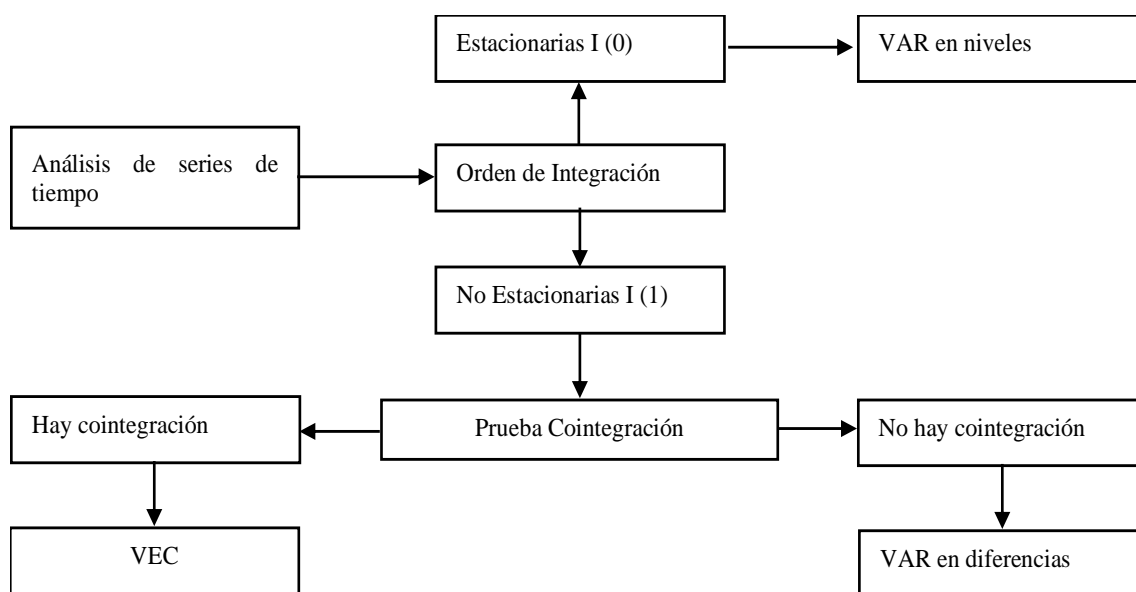 Estacionarias I (0)
VAR en niveles
Análisis de series de
tiempo
Orden de Integración
No Estacionarias I (1)
Hay cointegración
Prueba Cointegración
No hay cointegración
VEC
VAR en diferencias